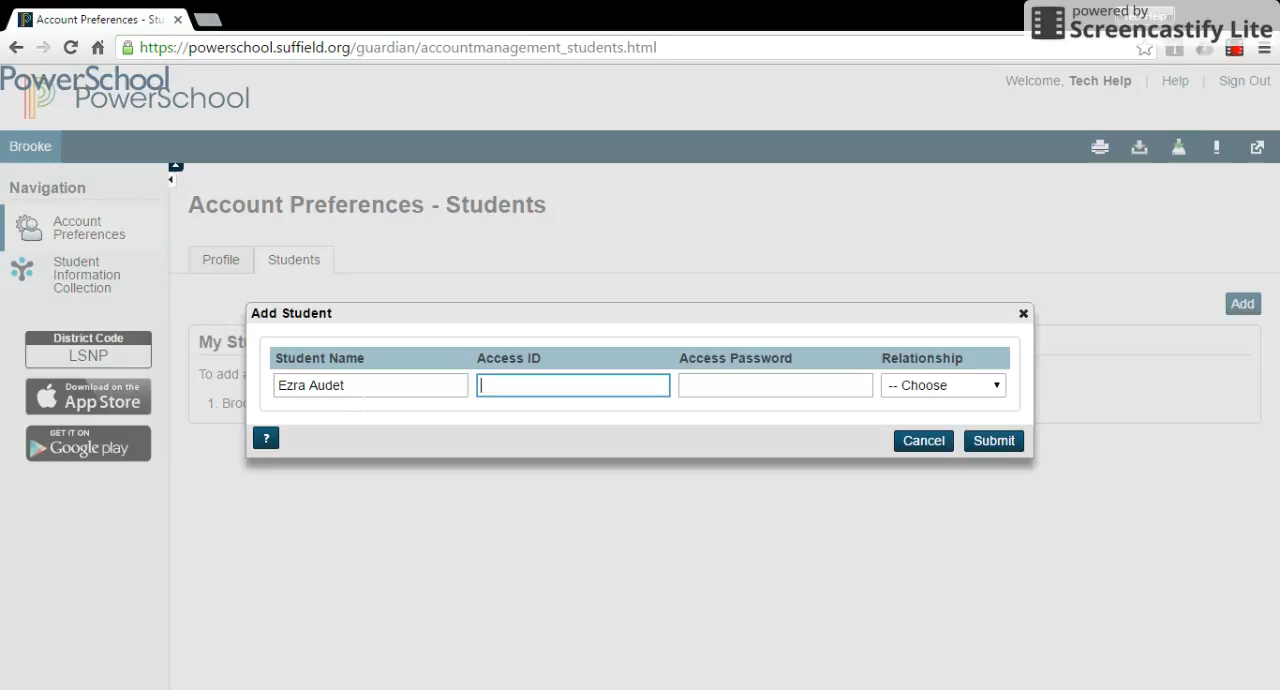 Account Preferences - Stu
powered by
Screencastify Lite
https://powerschool.suffield.org/guardian/accountmanagement_students.html
PowerSchool
PowerSchool
Welcome, Tech Help | Help | Sign Out
Brooke
Navigation
Account
Preferences
Student
Information
Collection
District Code
LSNP
Download on the
App Store
GET IT ON
Google play
Account Preferences - Students
Profile
Students
Add
My St
To add a
1. Broo
Add Student
Student Name Access ID Access Password Relationship
Ezra Audet -- Choose
?
Cancel Submit